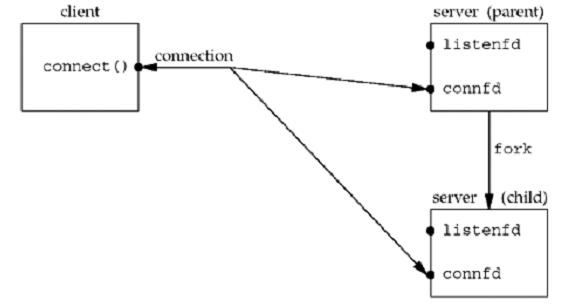 client
connect()
connection
server (parent)
listenfd
connfd
fork
server (child)
listenfd
connfd